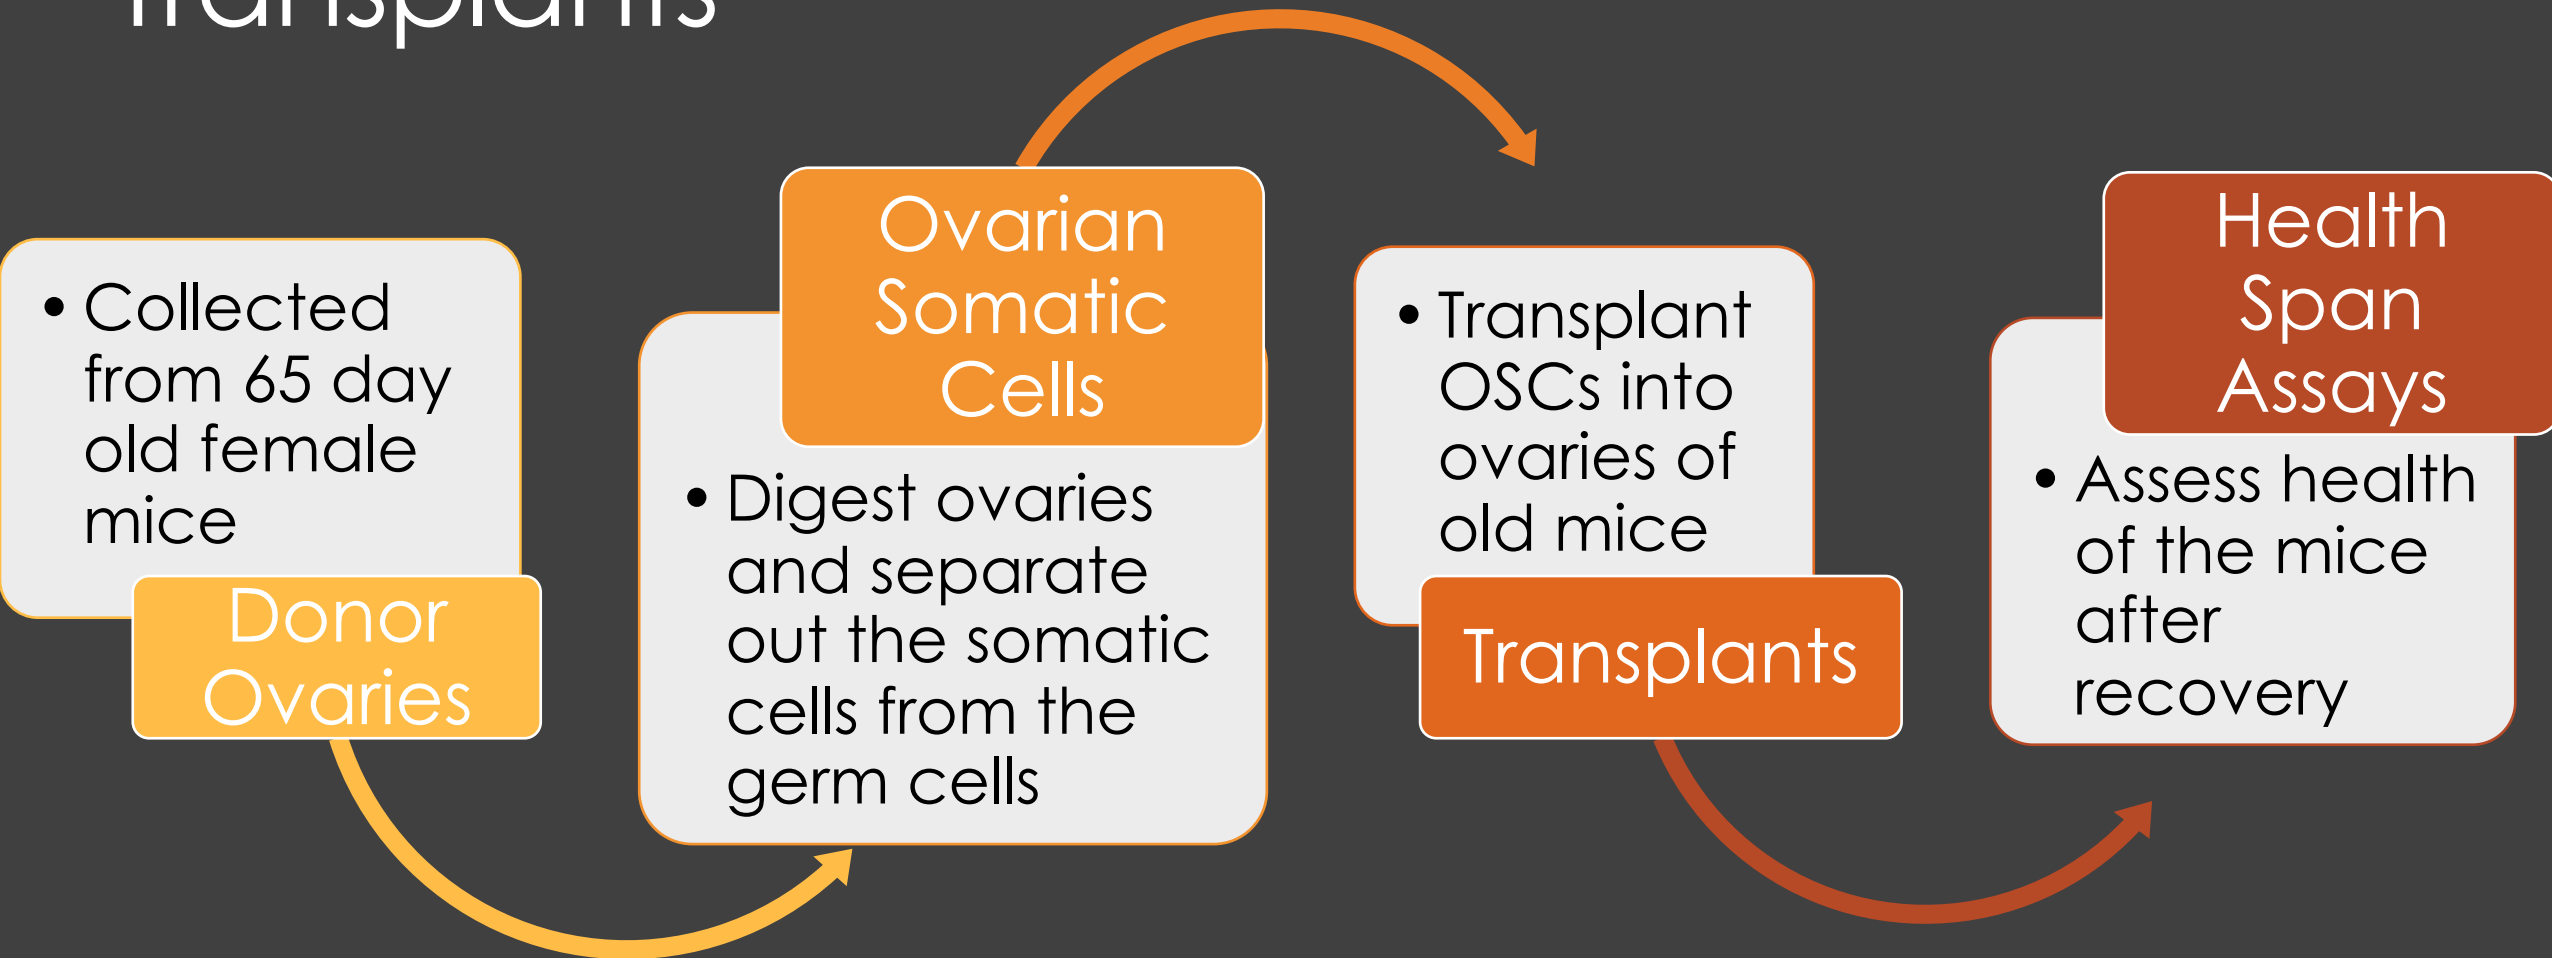 Transplants
• Collected
from 65 day
old female
mice
Donor
Ovaries
Ovarian
Somatic
Cells
• Digest ovaries
and separate
out the somatic
cells from the
germ cells
• Transplant
OSCs into
ovaries of
old mice
Transplants
Health
Span
Assays
• Assess health
of the mice
after
recovery